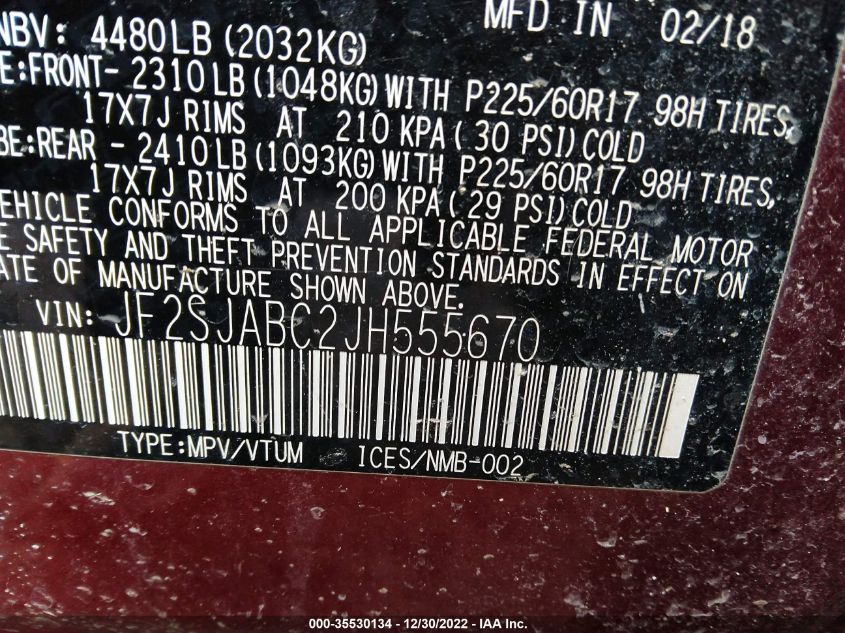 MFD IN 02/18
NBV: 4480LB (2032KG)
E:FRONT- 2310LB (1048KG) WITH P225/60R17 98H TIRES,
17X7J RIMS AT 210 KPA ( 30 PSI) COLD
BE:REAR - 2410LB (1093KG) WITH P225/60R17 98H TIRES,
17X7J RIMS AT 200 KPA ( 29 PSI) COLD
EHICLE CONFORMS TO ALL APPLICABLE FEDERAL MOTOR
E SAFETY AND THEFT PREVENTION STANDARDS IN EFFECT ON
ATE OF MANUFACTURE SHOWN ABOVE.
VIN: JF2SJABC2JH555670
TYPE:MPV/VTUM ICES/NMB-002
000-35530134 - 12/30/2022 - IAA Inc.